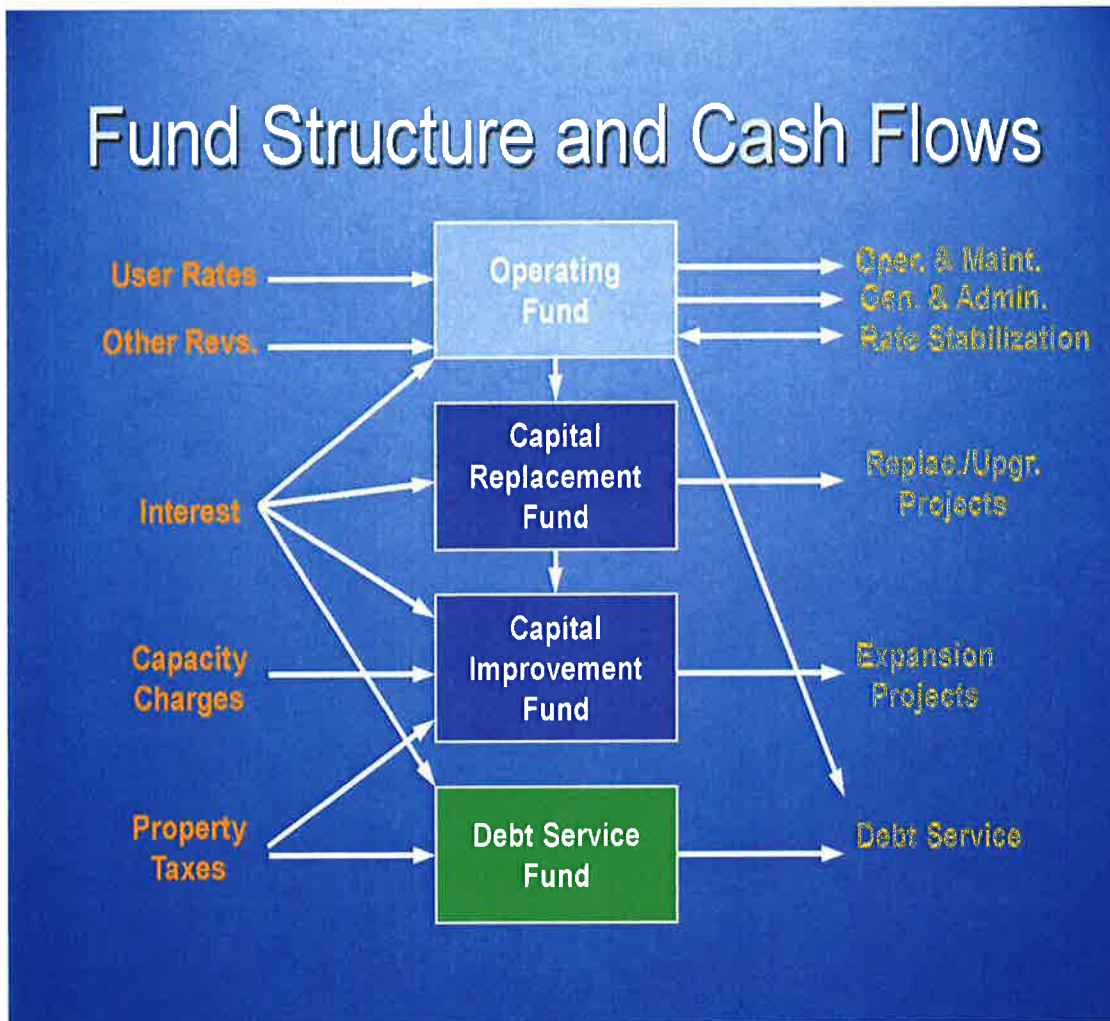 Fund Structure and Cash Flows
User Rates
Other Revs.
Interest
Capacity
Charges
Property
Taxes
Operating
Fund
Capital
Replacement
Fund
Capital
Improvement
Fund
Debt Service
Fund
Oper. & Maint.
Gen. & Admin.
Rate Stabilization
Replac./Upgr.
Projects
Expansion
Projects
Debt Service